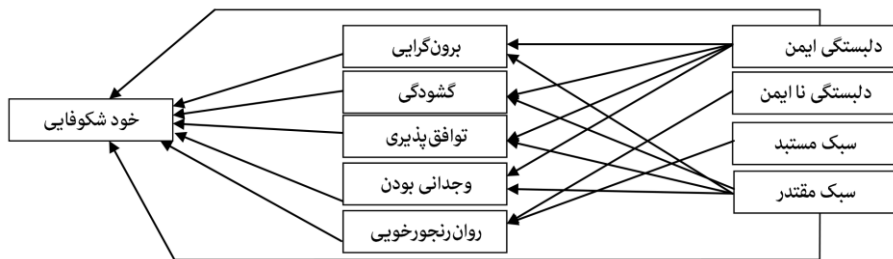 دلبستگی ایمن
دلبستگی نا ایمن
سبک مستبد
سبک مقتدر
برون‌گرایی
گشودگی
توافق‌پذیری
وجدانی بودن
روان‌رنجورخویی
خود شکوفایی